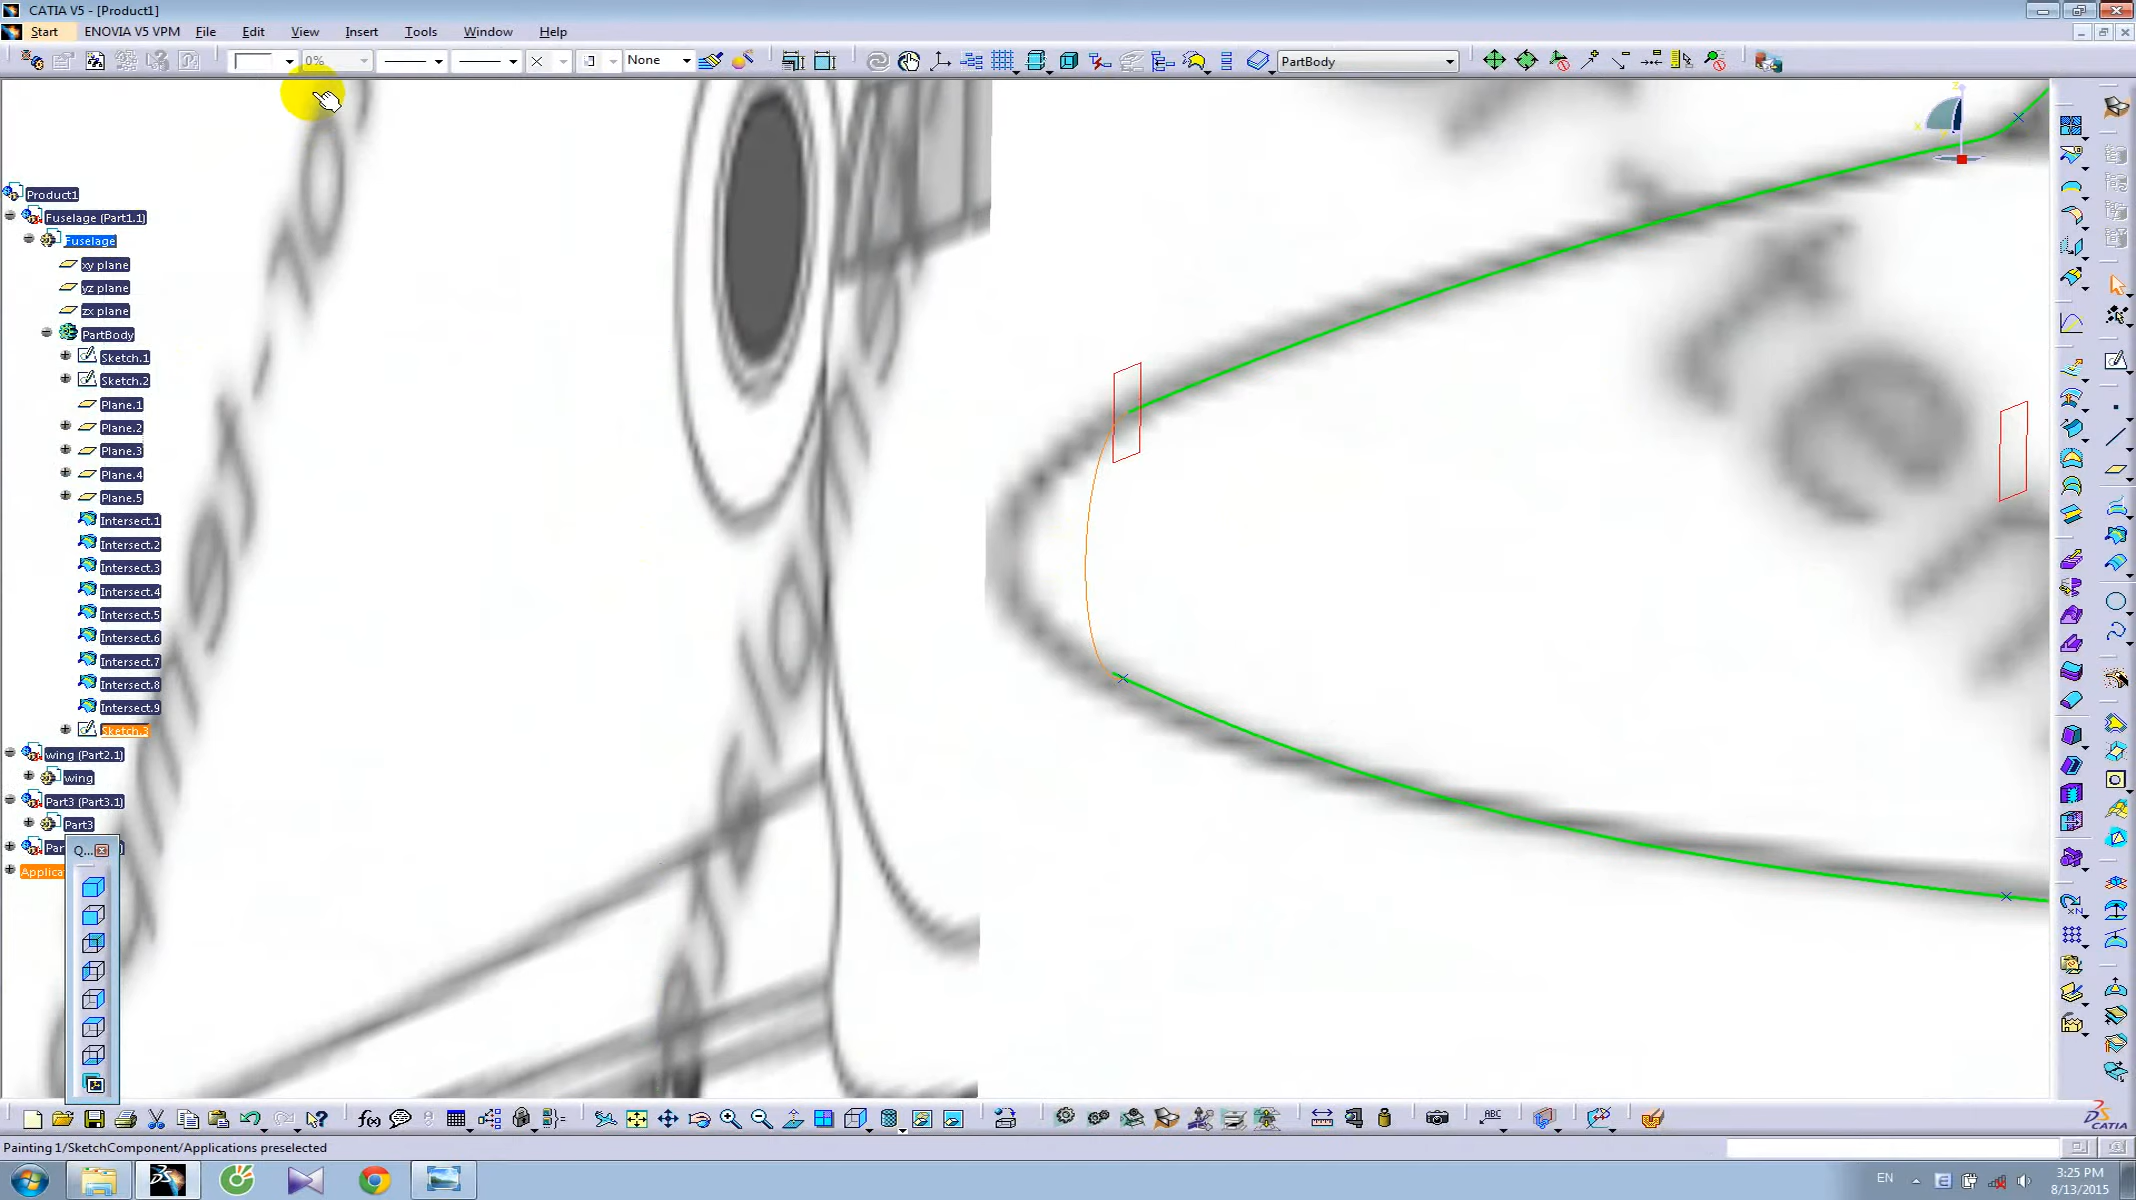 CATIA V5 - [Product1]
Start ENOVIA V5 VPM File Edit View Insert Tools Window Help
0% None PartBody
Product1
Fuselage (Part1.1)
Fuselage
xy plane
yz plane
zx plane
PartBody
Sketch.1
Sketch.2
Plane.1
Plane.2
Plane.3
Plane.4
Plane.5
Intersect.1
Intersect.2
Intersect.3
Intersect.4
Intersect.5
Intersect.6
Intersect.7
Intersect.8
Intersect.9
Sketch.3
wing (Part2.1)
wing
Part3 (Part3.1)
Part3
Par
Applica
Q...
Painting 1/SketchComponent/Applications preselected
CATIA
EN
3:25 PM
8/13/2015